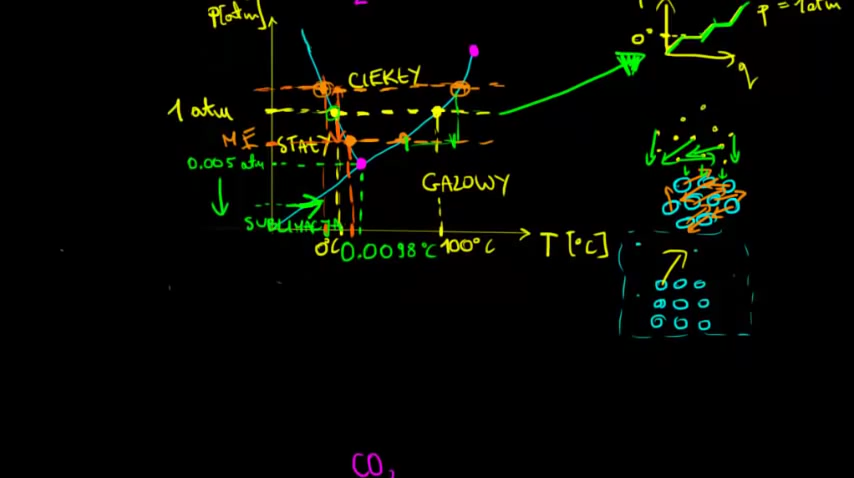 p[atm]
p = 1 atm
0°
q
CIEKŁY
1 atm
M.E
STAŁY
0.005 atm
GAZOWY
SUBLIMACJA
0°C
0.0098°C
100°C
T [°C]
CO₂